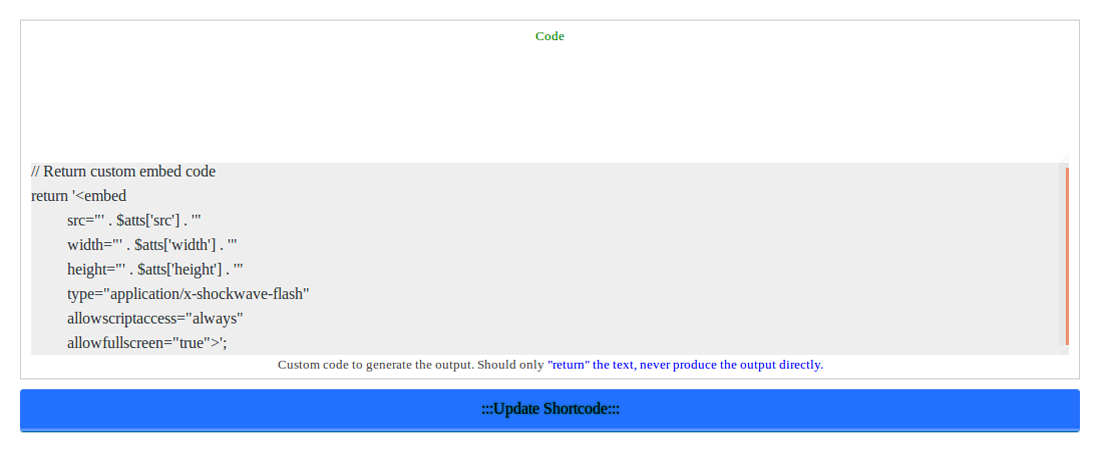 Code
// Return custom embed code
return '<embed
src="' . $atts['src'] . '"
width="' . $atts['width'] . '"
height="' . $atts['height'] . '"
type="application/x-shockwave-flash"
allowscriptaccess="always"
allowfullscreen="true">';
Custom code to generate the output. Should only "return" the text, never produce the output directly.
:::Update Shortcode:::